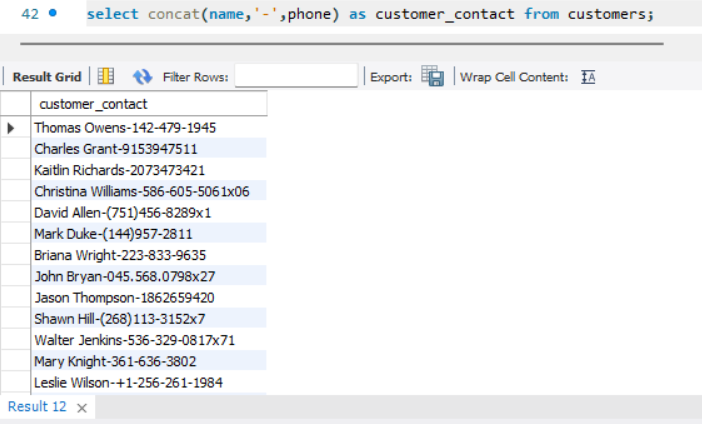 42 select concat(name,'-',phone) as customer_contact from customers;
Result Grid Filter Rows: Export: Wrap Cell Content:
customer_contact
Thomas Owens-142-479-1945
Charles Grant-9153947511
Kaitlin Richards-2073473421
Christina Williams-586-605-5061x06
David Allen-(751)456-8289x1
Mark Duke-(144)957-2811
Briana Wright-223-833-9635
John Bryan-045.568.0798x27
Jason Thompson-1862659420
Shawn Hill-(268)113-3152x7
Walter Jenkins-536-329-0817x71
Mary Knight-361-636-3802
Leslie Wilson-+1-256-261-1984
Result 12